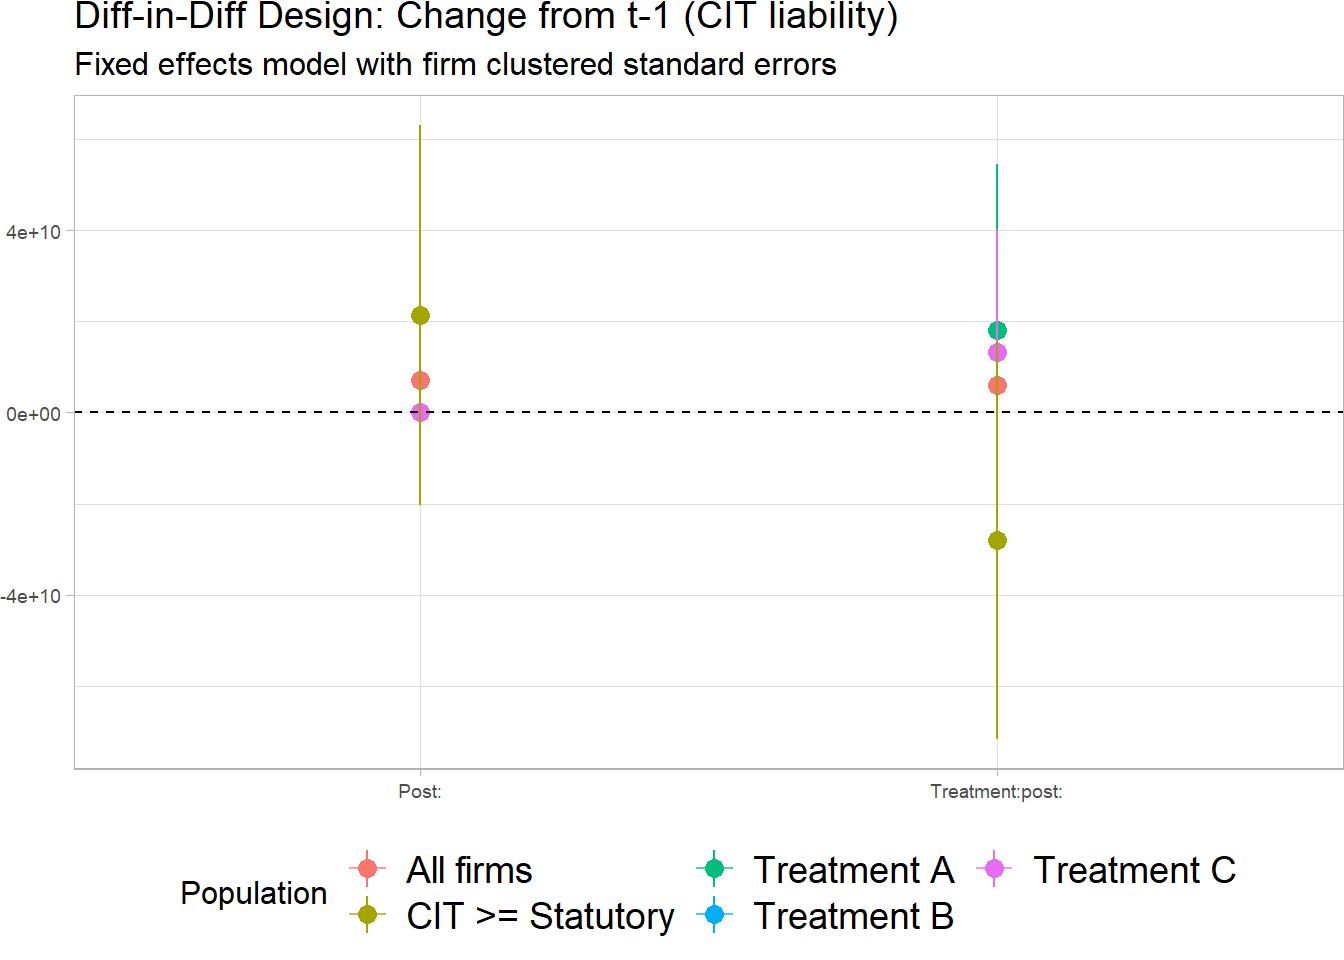 Diff-in-Diff Design: Change from t-1 (CIT liability)
Fixed effects model with firm clustered standard errors
4e+10
0e+00
-4e+10
Post:
Treatment:post:
Population
All firms
CIT >= Statutory
Treatment A
Treatment B
Treatment C